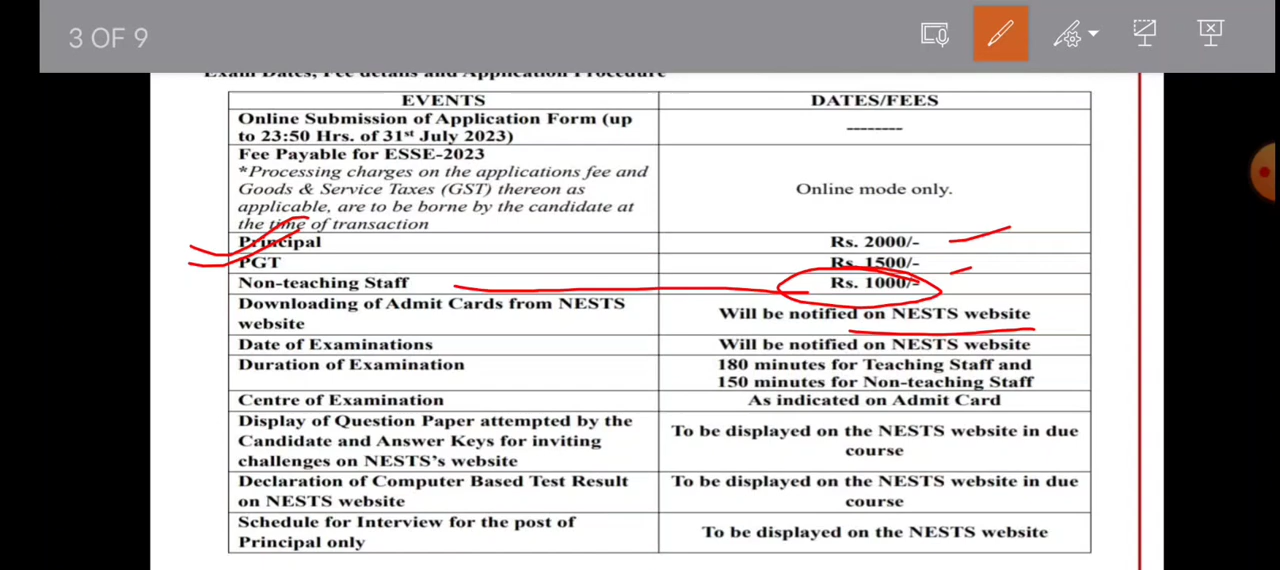 3 OF 9
Exam Dates, Fee details and Application Procedure
EVENTS
DATES/FEES
Online Submission of Application Form (up
to 23:50 Hrs. of 31st July 2023)
--------
Fee Payable for ESSE-2023
*Processing charges on the applications fee and
Goods & Service Taxes (GST) thereon as
applicable, are to be borne by the candidate at
the time of transaction
Online mode only.
Principal
Rs. 2000/-
PGT
Rs. 1500/-
Non-teaching Staff
Rs. 1000/-
Downloading of Admit Cards from NESTS
website
Will be notified on NESTS website
Date of Examinations
Will be notified on NESTS website
Duration of Examination
180 minutes for Teaching Staff and
150 minutes for Non-teaching Staff
Centre of Examination
As indicated on Admit Card
Display of Question Paper attempted by the
Candidate and Answer Keys for inviting
challenges on NESTS's website
To be displayed on the NESTS website in due
course
Declaration of Computer Based Test Result
on NESTS website
To be displayed on the NESTS website in due
course
Schedule for Interview for the post of
Principal only
To be displayed on the NESTS website